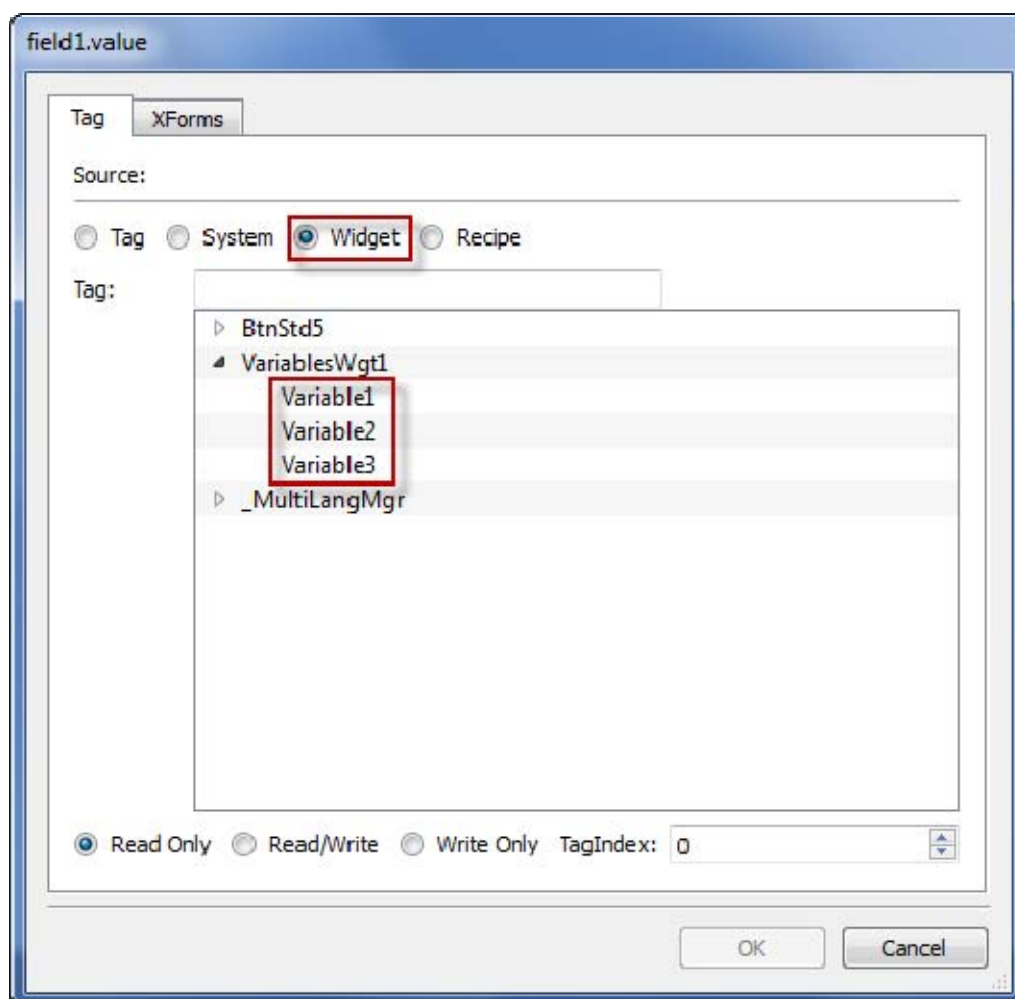 field1.value
Tag XForms
Source:
Tag System Widget Recipe
Tag:
BtnStd5
VariablesWgt1
Variable1
Variable2
Variable3
_MultiLangMgr
Read Only Read/Write Write Only TagIndex: 0
OK Cancel